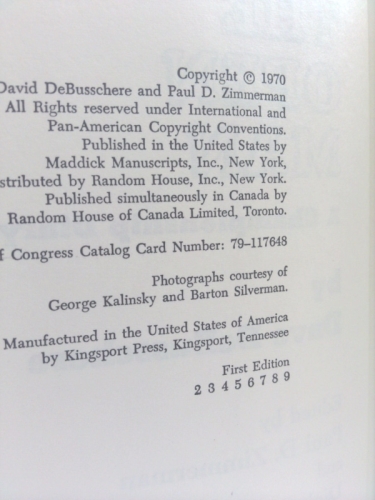 Copyright © 1970
David DeBusschere and Paul D. Zimmerman
All Rights reserved under International and
Pan-American Copyright Conventions.
Published in the United States by
Maddick Manuscripts, Inc., New York,
stributed by Random House, Inc., New York.
Published simultaneously in Canada by
Random House of Canada Limited, Toronto.
f Congress Catalog Card Number: 79-117648
Photographs courtesy of
George Kalinsky and Barton Silverman.
Manufactured in the United States of America
by Kingsport Press, Kingsport, Tennessee
First Edition
2 3 4 5 6 7 8 9